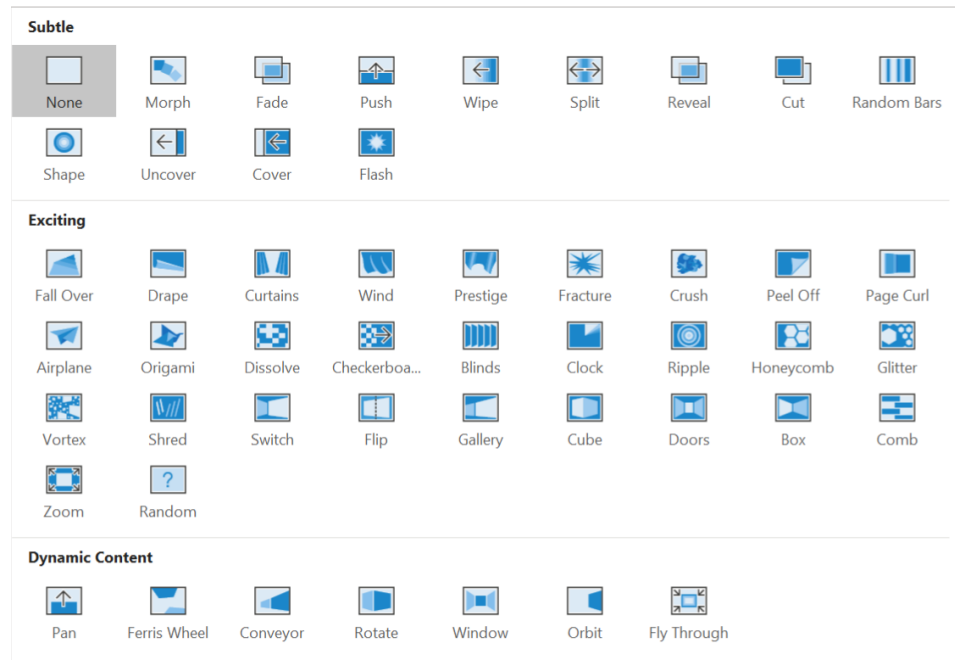 Subtle
None Morph Fade Push Wipe Split Reveal Cut Random Bars
Shape Uncover Cover Flash
Exciting
Fall Over Drape Curtains Wind Prestige Fracture Crush Peel Off Page Curl
Airplane Origami Dissolve Checkerboa... Blinds Clock Ripple Honeycomb Glitter
Vortex Shred Switch Flip Gallery Cube Doors Box Comb
?
Zoom Random
Dynamic Content
Pan Ferris Wheel Conveyor Rotate Window Orbit Fly Through